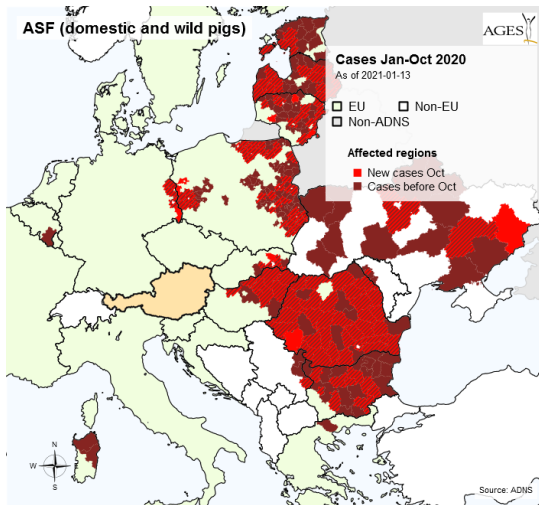 ASF (domestic and wild pigs)
AGES
Cases Jan-Oct 2020
As of 2021-01-13
EU Non-EU
Non-ADNS
Affected regions
New cases Oct
Cases before Oct
N
W E
S
Source: ADNS